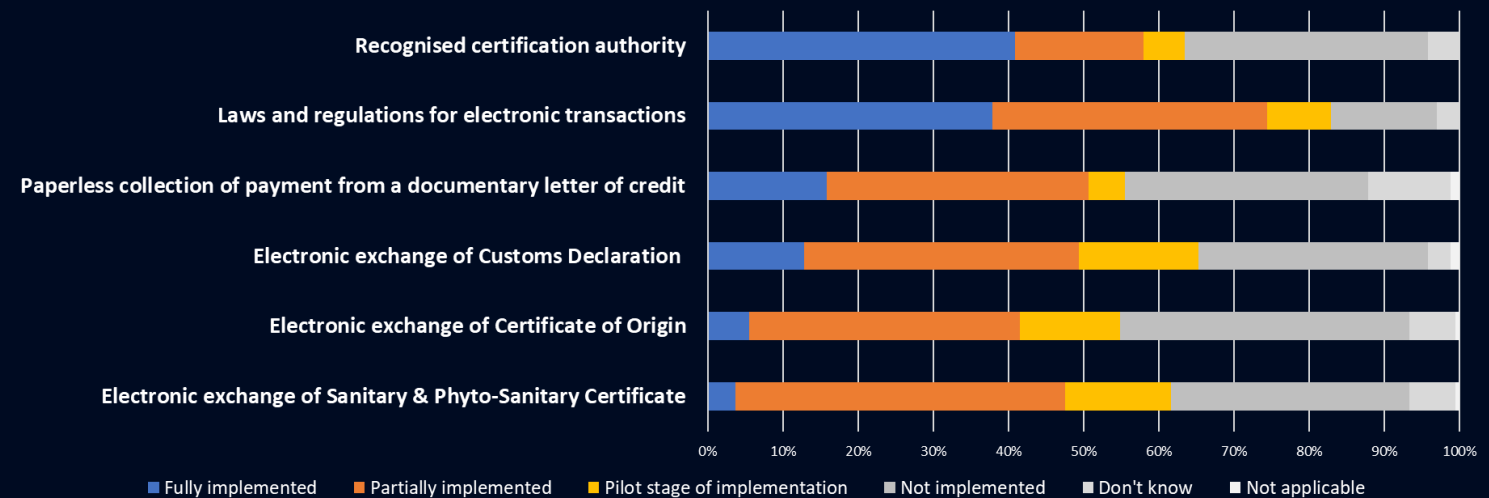 Recognised certification authority
Laws and regulations for electronic transactions
Paperless collection of payment from a documentary letter of credit
Electronic exchange of Customs Declaration
Electronic exchange of Certificate of Origin
Electronic exchange of Sanitary & Phyto-Sanitary Certificate
0% 10% 20% 30% 40% 50% 60% 70% 80% 90% 100%
Fully implemented Partially implemented Pilot stage of implementation Not implemented Don't know Not applicable